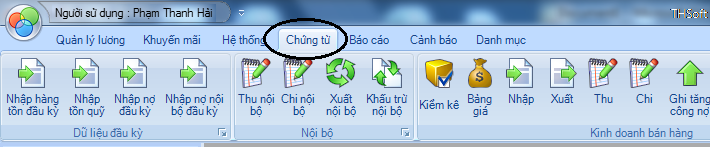 Người sử dụng : Phạm Thanh Hải
THSoft
Quản lý lương Khuyến mãi Hệ thống Chứng từ Báo cáo Cảnh báo Danh mục
Nhập hàng tồn đầu kỳ
Nhập tồn quỹ
Nhập nợ đầu kỳ
Nhập nợ nội bộ đầu kỳ
Thu nội bộ
Chi nội bộ
Xuất nội bộ
Khấu trừ nội bộ
Kiểm kê
Bảng giá
Nhập
Xuất
Thu
Chi
Ghi tăng công nợ
Dữ liệu đầu kỳ
Nội bộ
Kinh doanh bán hàng